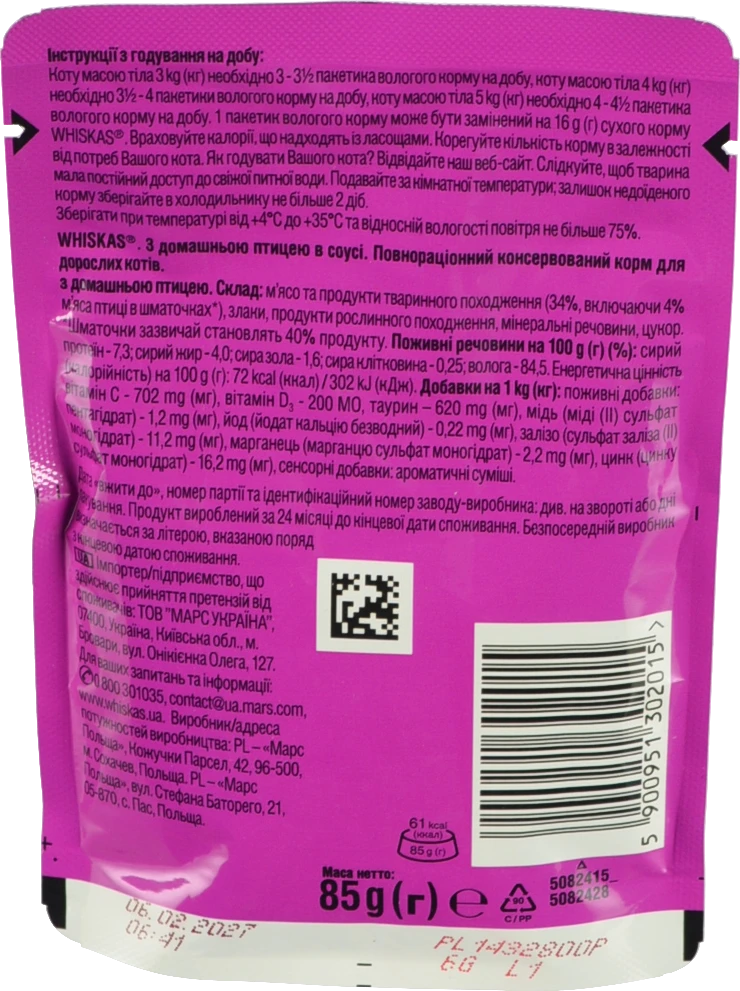 Інструкції з годування на добу:
Коту масою тіла 3 kg (кг) необхідно 3 - 3½ пакетика вологого корму на добу, коту масою тіла 4 kg (кг)
необхідно 3½ - 4 пакетики вологого корму на добу, коту масою тіла 5 kg (кг) необхідно 4 - 4½ пакетика
вологого корму на добу. 1 пакетик вологого корму може бути замінений на 16 g (г) сухого корму
WHISKAS®. Враховуйте калорії, що надходять із ласощами. Корегуйте кількість корму в залежності
від потреб Вашого кота. Як годувати Вашого кота? Відвідайте наш веб-сайт. Слідкуйте, щоб тварина
мала постійний доступ до свіжої питної води. Подавайте за кімнатної температури; залишок недоїденого
корму зберігайте в холодильнику не більше 2 діб.
Зберігати при температурі від +4°C до +35°C та відносній вологості повітря не більше 75%.
WHISKAS®. З домашньою птицею в соусі. Повнораціонний консервований корм для
дорослих котів.
з домашньою птицею. Склад: м'ясо та продукти тваринного походження (34%, включаючи 4%
м'яса птиці в шматочках*), злаки, продукти рослинного походження, мінеральні речовини, цукор.
*Шматочки зазвичай становлять 40% продукту. Поживні речовини на 100 g (г) (%): сирий
протеїн - 7,3; сирий жир - 4,0; сира зола - 1,6; сира клітковина - 0,25; волога - 84,5. Енергетична цінність
(калорійність) на 100 g (г): 72 kcal (ккал) / 302 kJ (кДж). Добавки на 1 kg (кг): поживні добавки:
вітамін C - 702 mg (мг), вітамін D3 - 200 МО, таурин – 620 mg (мг), мідь (міді (II) сульфат
пентагідрат) - 1,2 mg (мг), йод (йодат кальцію безводний) - 0,22 mg (мг), залізо (сульфат заліза (II)
моногідрат) - 11,2 mg (мг), марганець (марганцю сульфат моногідрат) - 2,2 mg (мг), цинк (цинку
сульфат моногідрат) - 16,2 mg (мг), сенсорні добавки: ароматичні суміші.
Дата «вжити до», номер партії та ідентифікаційний номер заводу-виробника: див. на звороті або дні
пакування. Продукт вироблений за 24 місяці до кінцевої дати споживання. Безпосередній виробник
визначається за літерою, вказаною поряд
з кінцевою датою споживання.
UA Імпортер/підприємство, що
здійснює прийняття претензій від
споживачів: ТОВ "МАРС УКРАЇНА",
07400, Україна, Київська обл., м.
Бровари, вул. Онікієнка Олега, 127.
Для ваших запитань та інформації:
0 800 301035, contact@ua.mars.com,
www.whiskas.ua. Виробник/адреса
потужностей виробництва: PL – «Марс
Польща», Кожучки Парсел, 42, 96-500,
м. Сохачев, Польща. PL – «Марс
Польща», вул. Стефана Баторего, 21,
05-870, с. Пас, Польща.
5 900951 302015 >
61 kcal
(ккал)
85 g (г)
Маса нетто:
85 g (г) e
90
C/PP
5082415
5082428
06.02.2027
06:41
PL 1432800P
6G L1